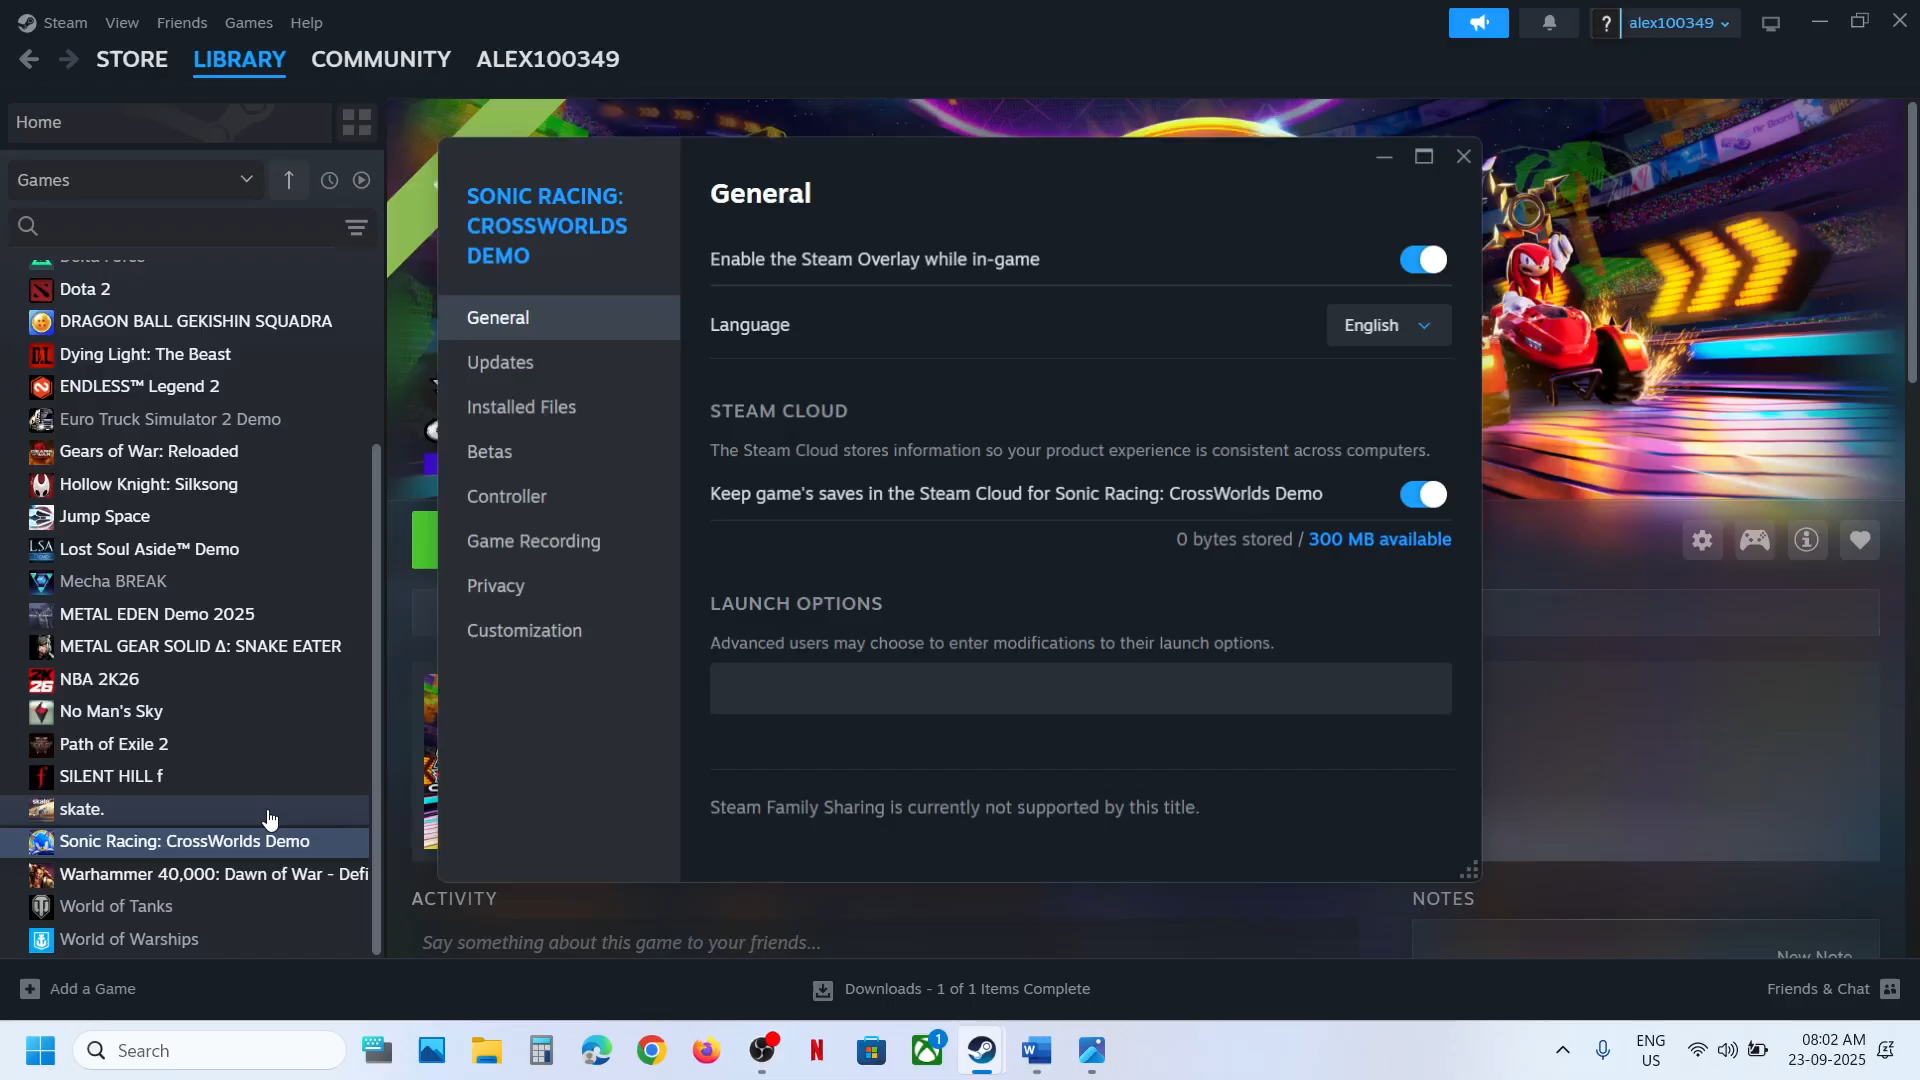 Steam View Friends Games Help
alex100349
STORE LIBRARY COMMUNITY ALEX100349
Home
Games
Dota 2
DRAGON BALL GEKISHIN SQUADRA
Dying Light: The Beast
ENDLESS™ Legend 2
Euro Truck Simulator 2 Demo
Gears of War: Reloaded
Hollow Knight: Silksong
Jump Space
Lost Soul Aside™ Demo
Mecha BREAK
METAL EDEN Demo 2025
METAL GEAR SOLID Δ: SNAKE EATER
NBA 2K26
No Man's Sky
Path of Exile 2
SILENT HILL f
skate.
Sonic Racing: CrossWorlds Demo
Warhammer 40,000: Dawn of War - Defi
World of Tanks
World of Warships
SONIC RACING:
CROSSWORLDS
DEMO
General
Updates
Installed Files
Betas
Controller
Game Recording
Privacy
Customization
General
Enable the Steam Overlay while in-game
Language
English
STEAM CLOUD
The Steam Cloud stores information so your product experience is consistent across computers.
Keep game's saves in the Steam Cloud for Sonic Racing: CrossWorlds Demo
0 bytes stored / 300 MB available
LAUNCH OPTIONS
Advanced users may choose to enter modifications to their launch options.
Steam Family Sharing is currently not supported by this title.
ACTIVITY
Say something about this game to your friends...
NOTES
New Note
Add a Game
Downloads - 1 of 1 Items Complete
Friends & Chat
Search
1
ENG
US
08:02 AM
23-09-2025